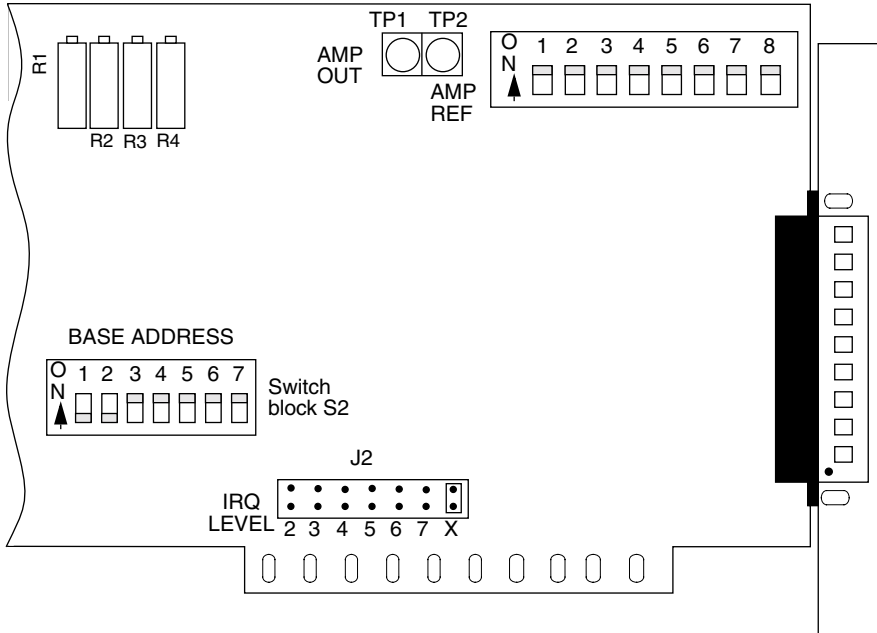 TP1 TP2
R1
AMP
OUT
AMP
REF
O
N
1 2 3 4 5 6 7 8
R2 R3 R4
BASE ADDRESS
O
N
1 2 3 4 5 6 7
Switch
block S2
J2
IRQ
LEVEL
2 3 4 5 6 7 X